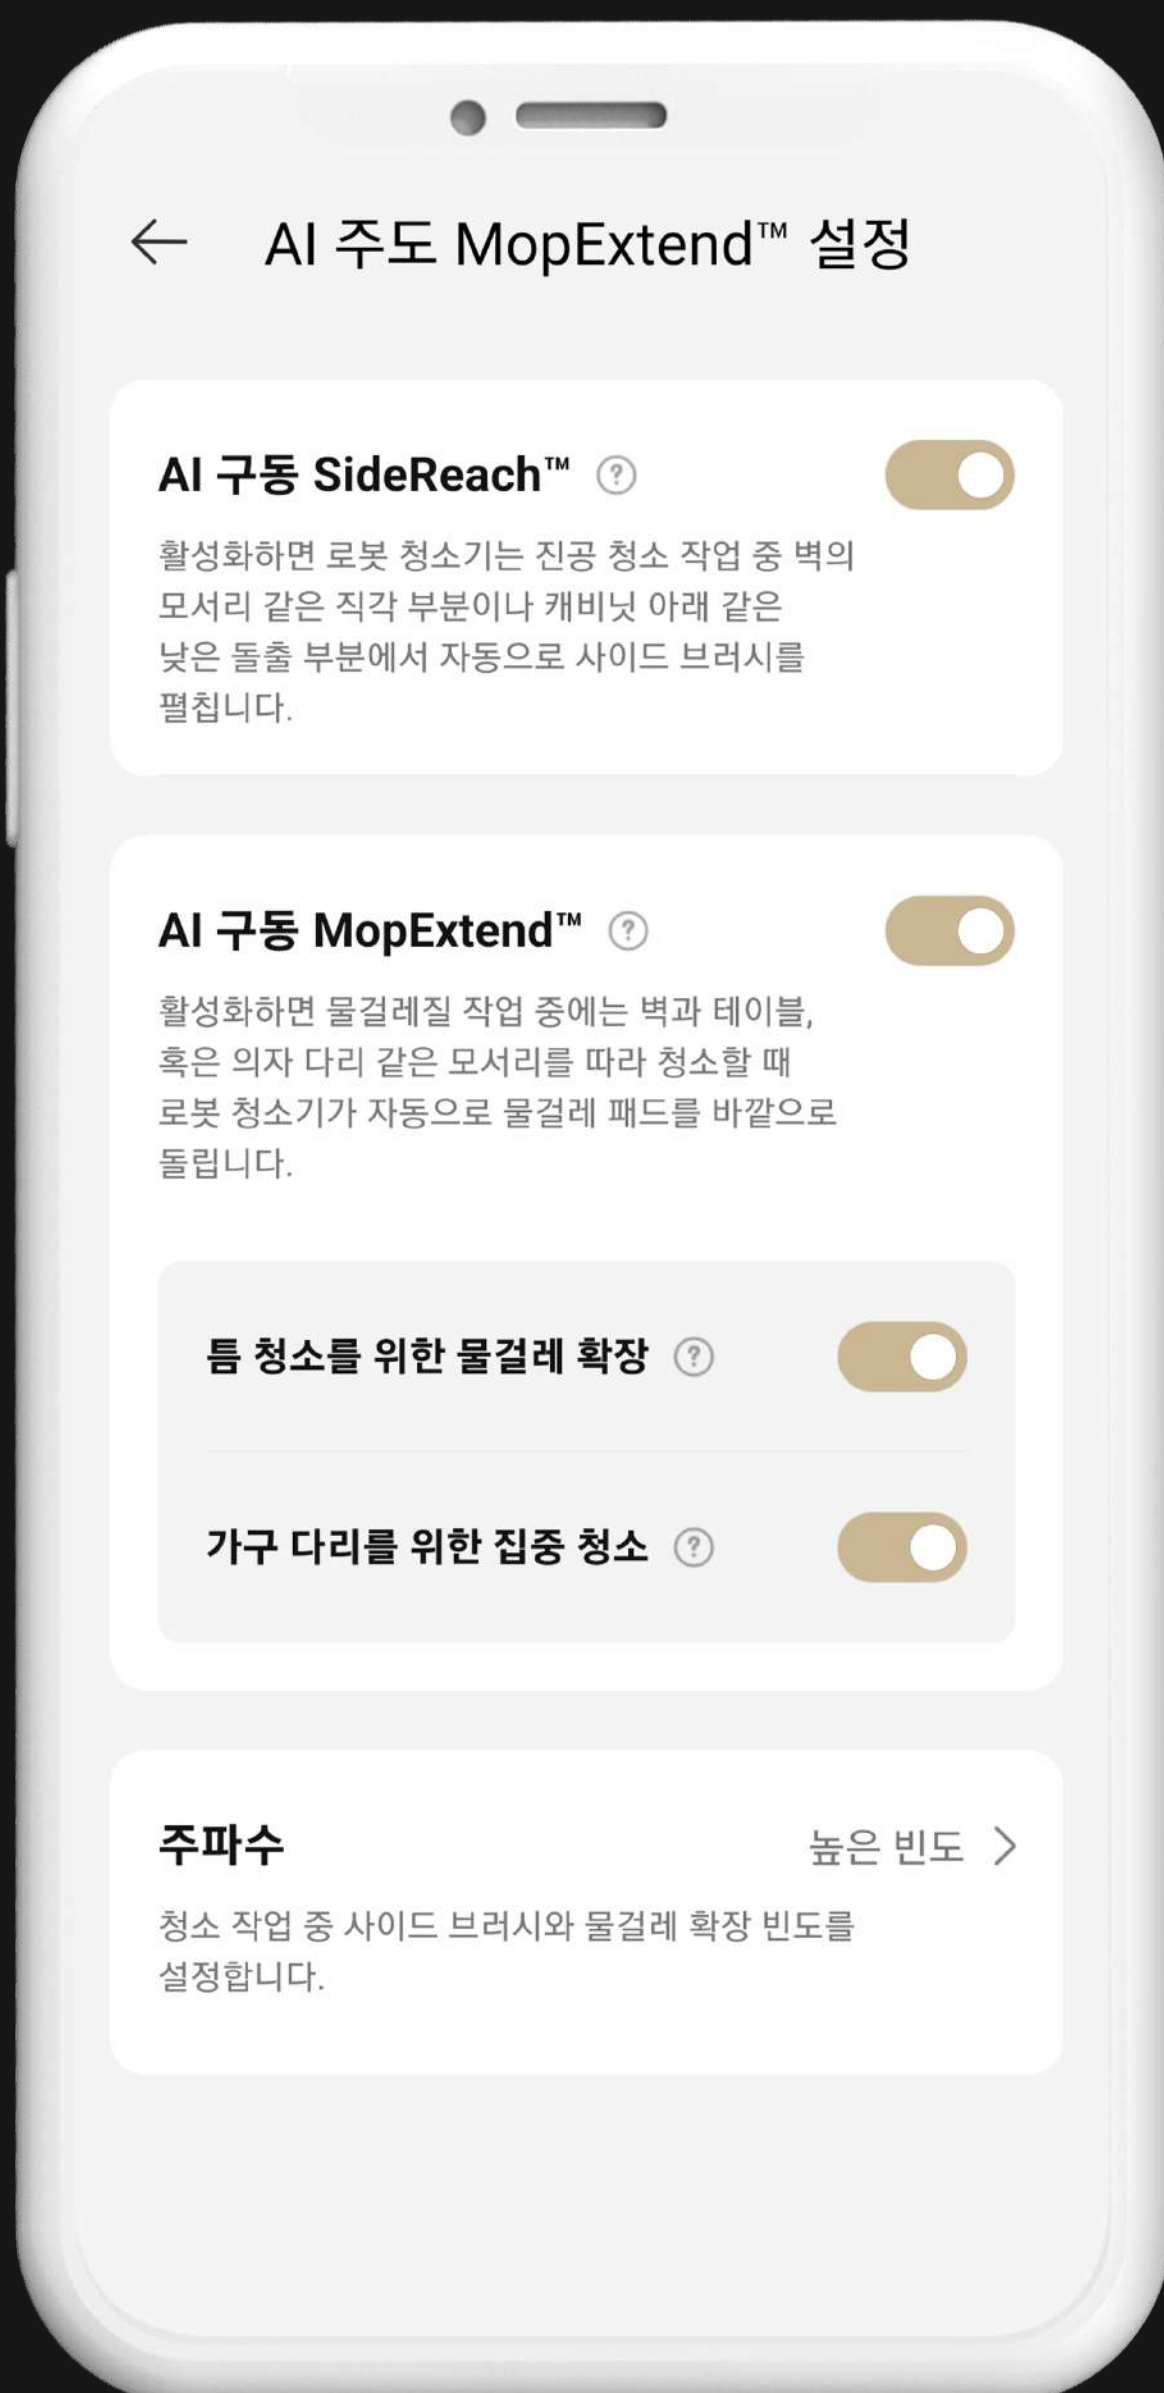 AI 주도 MopExtend™ 설정
AI 구동 SideReach™
활성화하면 로봇 청소기는 진공 청소 작업 중 벽의
모서리 같은 직각 부분이나 캐비닛 아래 같은
낮은 돌출 부분에서 자동으로 사이드 브러시를
펼칩니다.
AI 구동 MopExtend™
활성화하면 물걸레질 작업 중에는 벽과 테이블,
혹은 의자 다리 같은 모서리를 따라 청소할 때
로봇 청소기가 자동으로 물걸레 패드를 바깥으로
돌립니다.
틈 청소를 위한 물걸레 확장
가구 다리를 위한 집중 청소
주파수 높은 빈도
청소 작업 중 사이드 브러시와 물걸레 확장 빈도를
설정합니다.